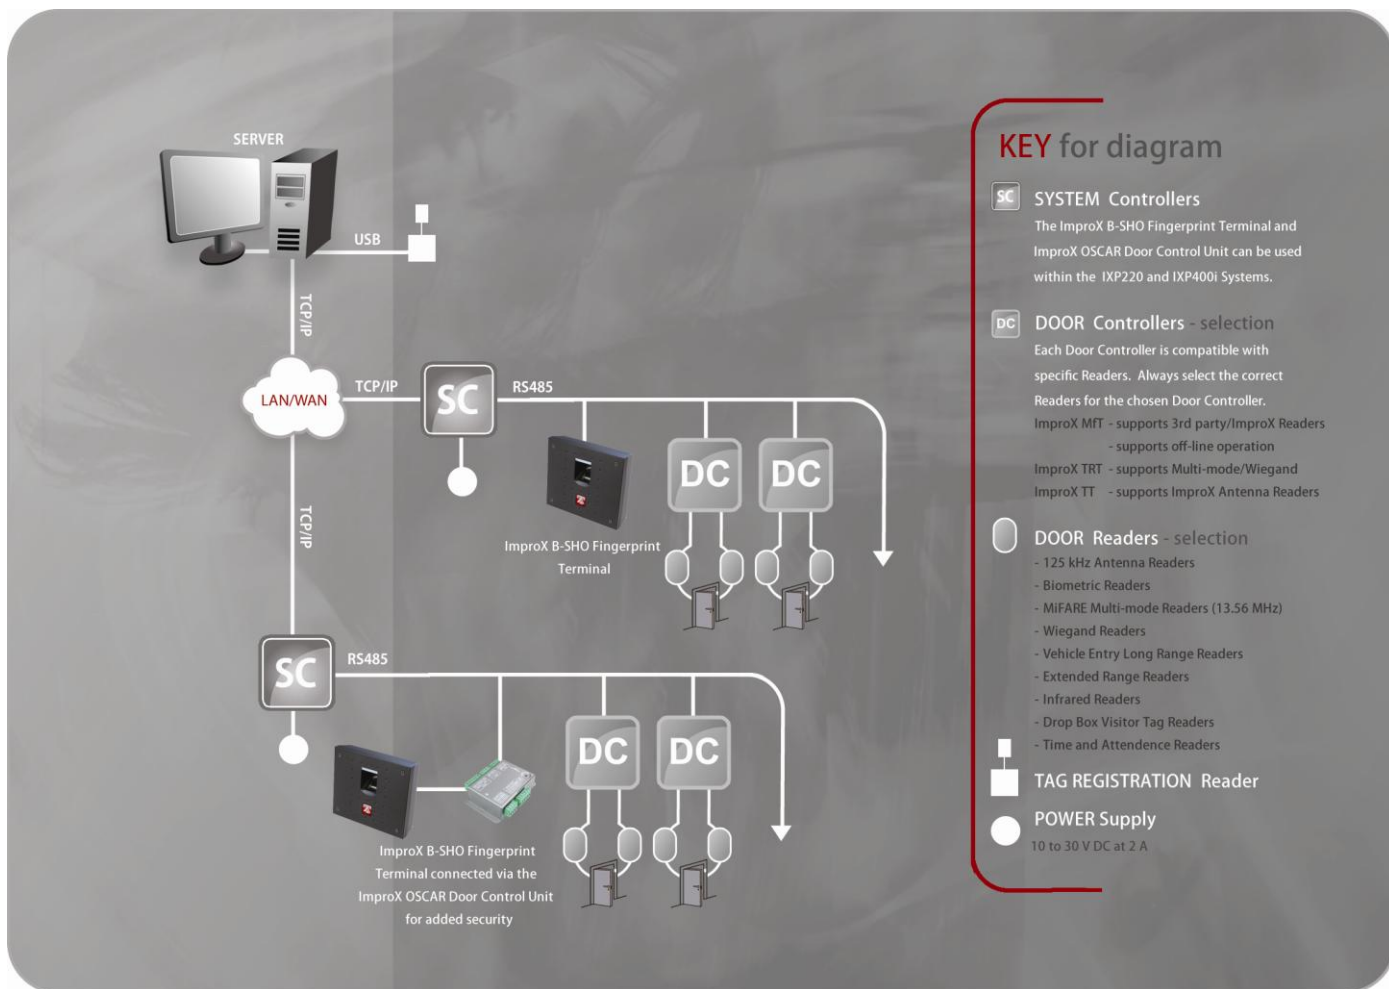 SERVER
USB
TCP/IP
LAN/WAN
TCP/IP
SC
RS485
DC
DC
ImproX B-SHO Fingerprint
Terminal
TCP/IP
SC
RS485
DC
DC
ImproX B-SHO Fingerprint
Terminal connected via the
ImproX OSCAR Door Control Unit
for added security
KEY for diagram
SC
SYSTEM Controllers
The ImproX B-SHO Fingerprint Terminal and
ImproX OSCAR Door Control Unit can be used
within the IXP220 and IXP400i Systems.
DC
DOOR Controllers - selection
Each Door Controller is compatible with
specific Readers. Always select the correct
Readers for the chosen Door Controller.
ImproX MfT - supports 3rd party/ImproX Readers
- supports off-line operation
ImproX TRT - supports Multi-mode/Wiegand
ImproX TT - supports ImproX Antenna Readers
DOOR Readers - selection
- 125 kHz Antenna Readers
- Biometric Readers
- MiFARE Multi-mode Readers (13.56 MHz)
- Wiegand Readers
- Vehicle Entry Long Range Readers
- Extended Range Readers
- Infrared Readers
- Drop Box Visitor Tag Readers
- Time and Attendence Readers
TAG REGISTRATION Reader
POWER Supply
10 to 30 V DC at 2 A